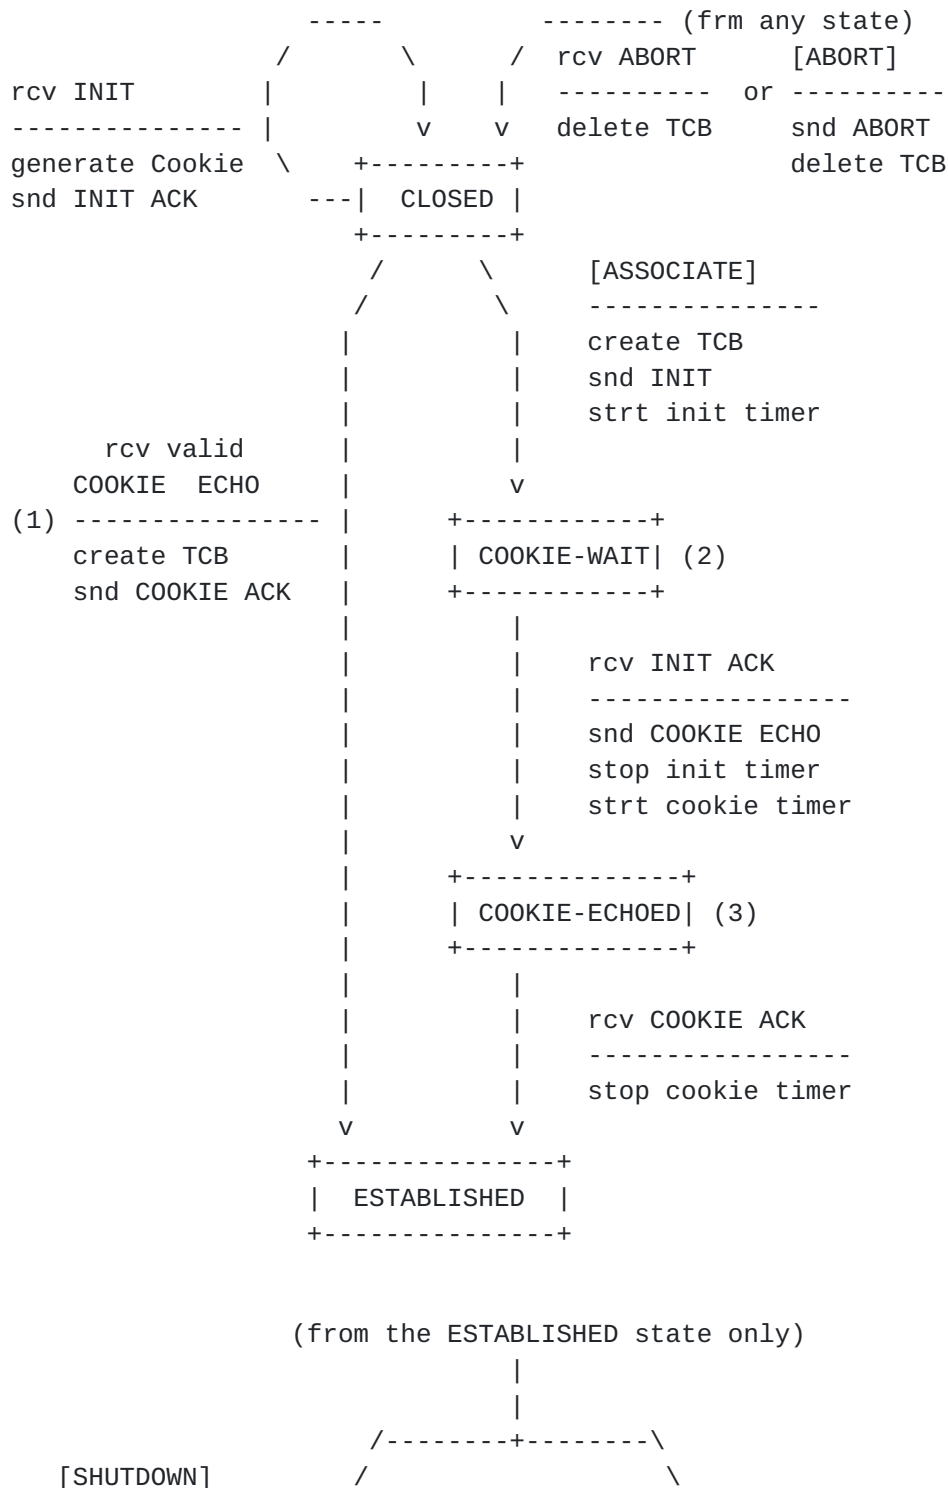 -----          -------- (frm any state)
                 /       \      /  rcv ABORT      [ABORT]
rcv INIT        |         |    |   ----------  or ----------
--------------- |         v    v   delete TCB     snd ABORT
generate Cookie  \    +---------+                 delete TCB
snd INIT ACK       ---|  CLOSED |
                      +---------+
                       /      \      [ASSOCIATE]
                      /        \     ---------------
                     |          |    create TCB
                     |          |    snd INIT
                     |          |    strt init timer
      rcv valid      |          |
    COOKIE  ECHO     |          v
(1) ---------------- |      +------------+
    create TCB       |      | COOKIE-WAIT| (2)
    snd COOKIE ACK   |      +------------+
                     |          |
                     |          |    rcv INIT ACK
                     |          |    -----------------
                     |          |    snd COOKIE ECHO
                     |          |    stop init timer
                     |          |    strt cookie timer
                     |          v
                     |      +--------------+
                     |      | COOKIE-ECHOED| (3)
                     |      +--------------+
                     |          |
                     |          |    rcv COOKIE ACK
                     |          |    -----------------
                     |          |    stop cookie timer
                     v          v
                   +---------------+
                   |  ESTABLISHED  |
                   +---------------+

                  (from the ESTABLISHED state only)
                                |
                                |
                       /--------+--------\
   [SHUTDOWN]         /                   \